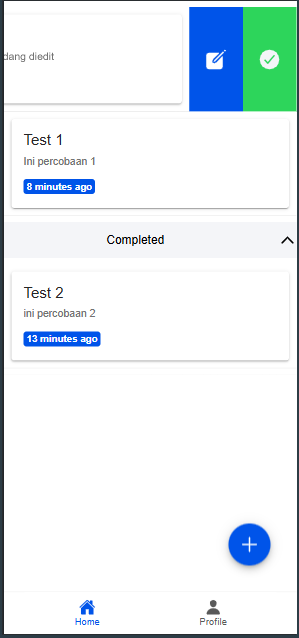 dang diedit
Test 1
Ini percobaan 1
8 minutes ago
Completed
Test 2
ini percobaan 2
13 minutes ago
Home
Profile